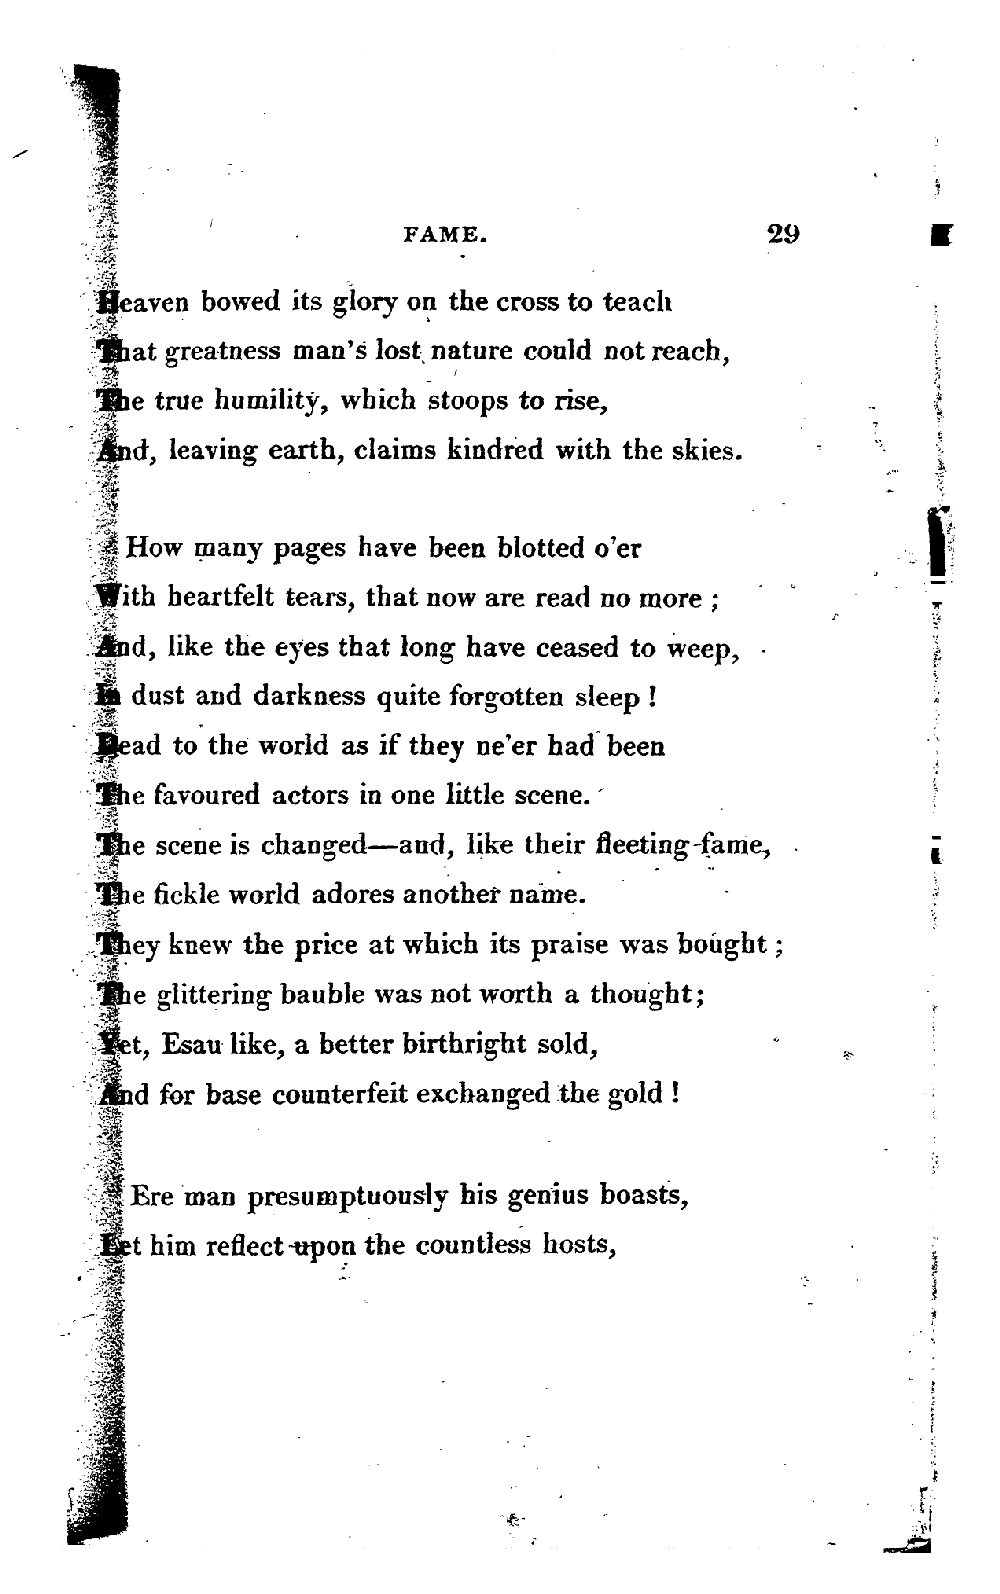 FAME. 29
Heaven bowed its glory on the cross to teach
That greatness man's lost nature could not reach,
The true humility, which stoops to rise,
And, leaving earth, claims kindred with the skies.
How many pages have been blotted o'er
With heartfelt tears, that now are read no more ;
And, like the eyes that long have ceased to weep,
In dust and darkness quite forgotten sleep !
Dead to the world as if they ne'er had been
The favoured actors in one little scene.
The scene is changed—and, like their fleeting fame,
The fickle world adores another name.
They knew the price at which its praise was bought ;
The glittering bauble was not worth a thought;
Yet, Esau like, a better birthright sold,
And for base counterfeit exchanged the gold !
Ere man presumptuously his genius boasts,
Let him reflect upon the countless hosts,